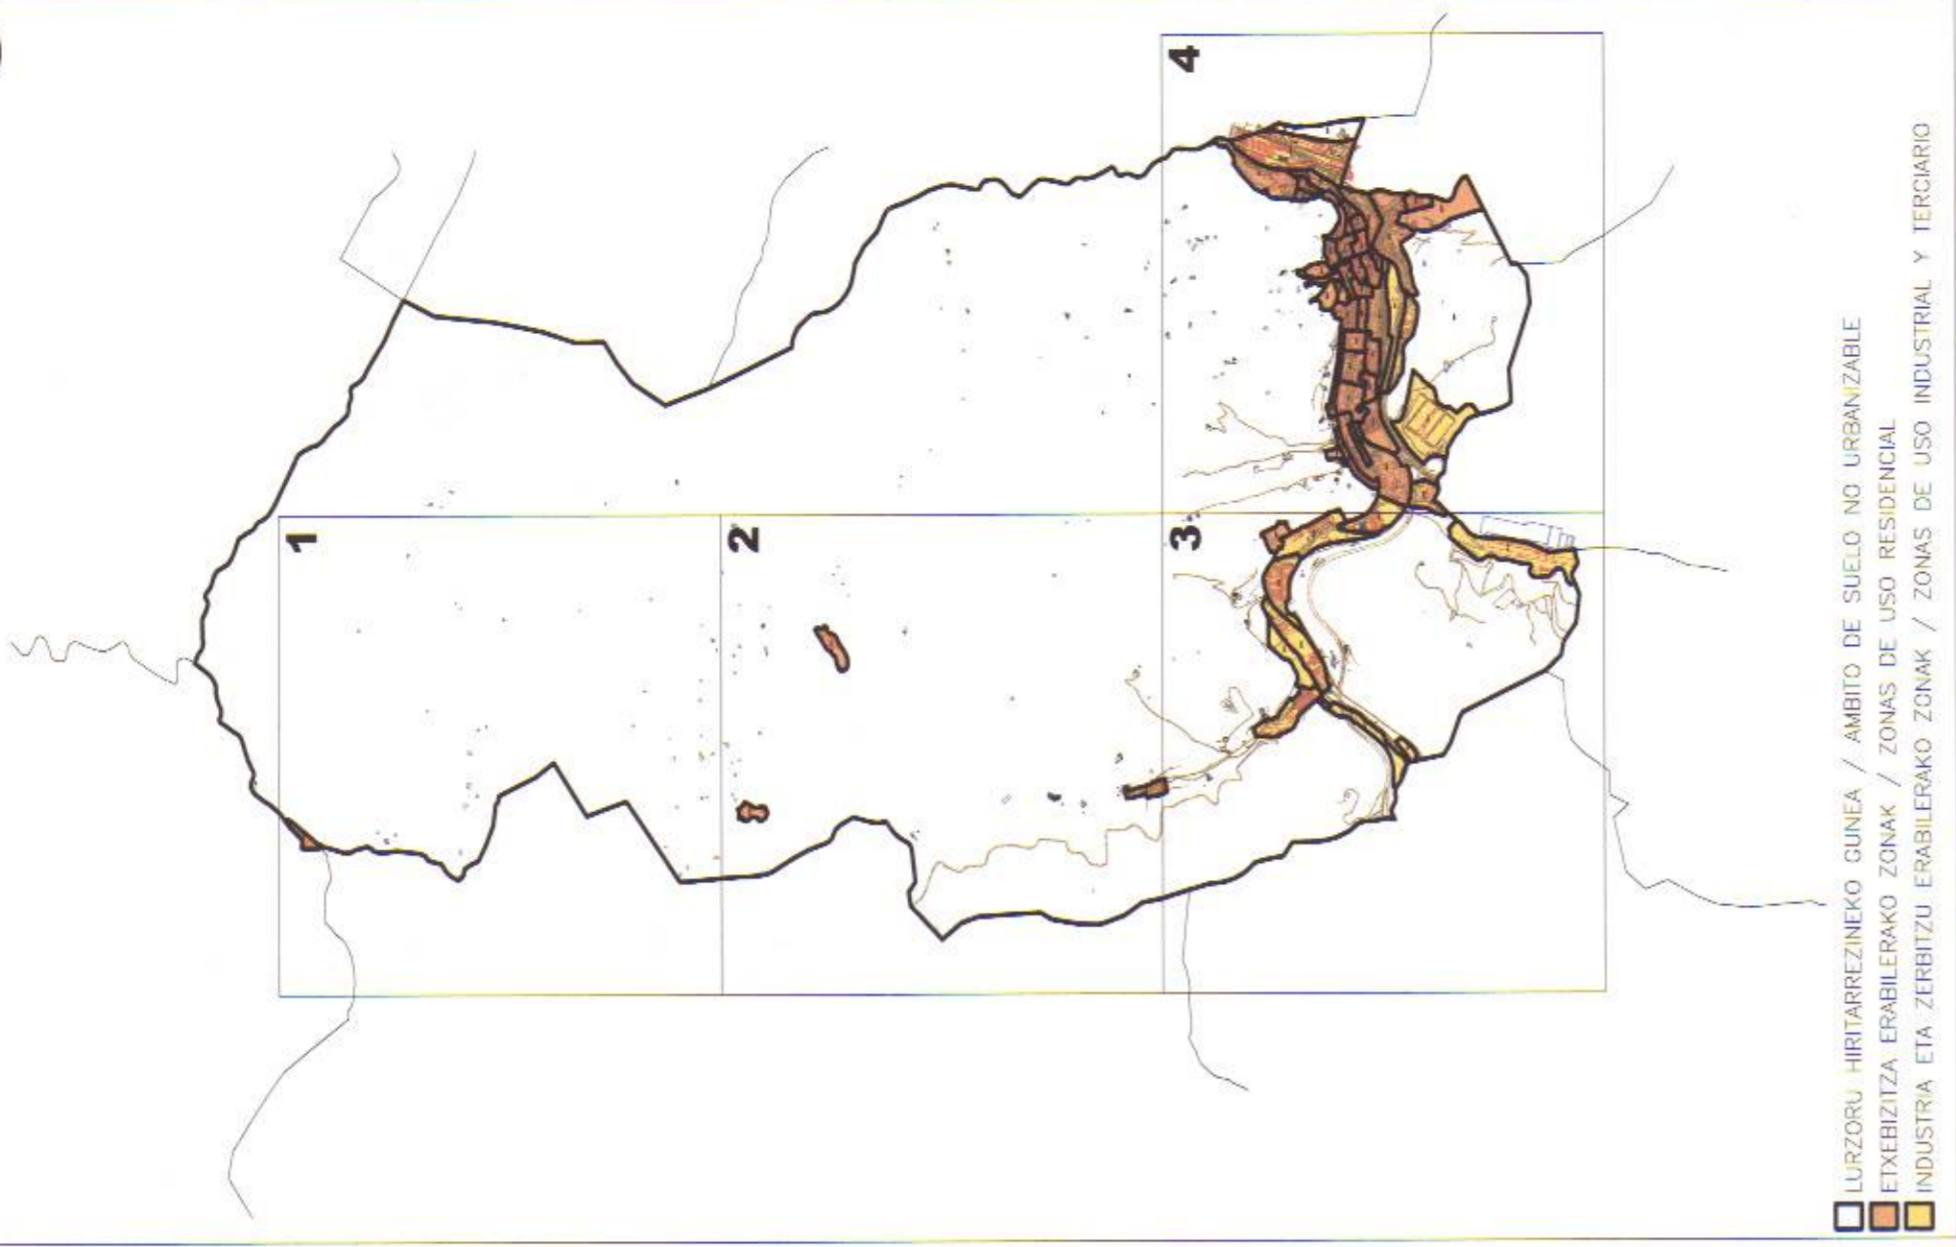 1
2
3
4
LURZORU HIRITARREZINEKO GUNEA / AMBITO DE SUELO NO URBANIZABLE
ETXEBIZITZA ERABILERAKO ZONAK / ZONAS DE USO RESIDENCIAL
INDUSTRIA ETA ZERBITZU ERABILERAKO ZONAK / ZONAS DE USO INDUSTRIAL Y TERCIARIO